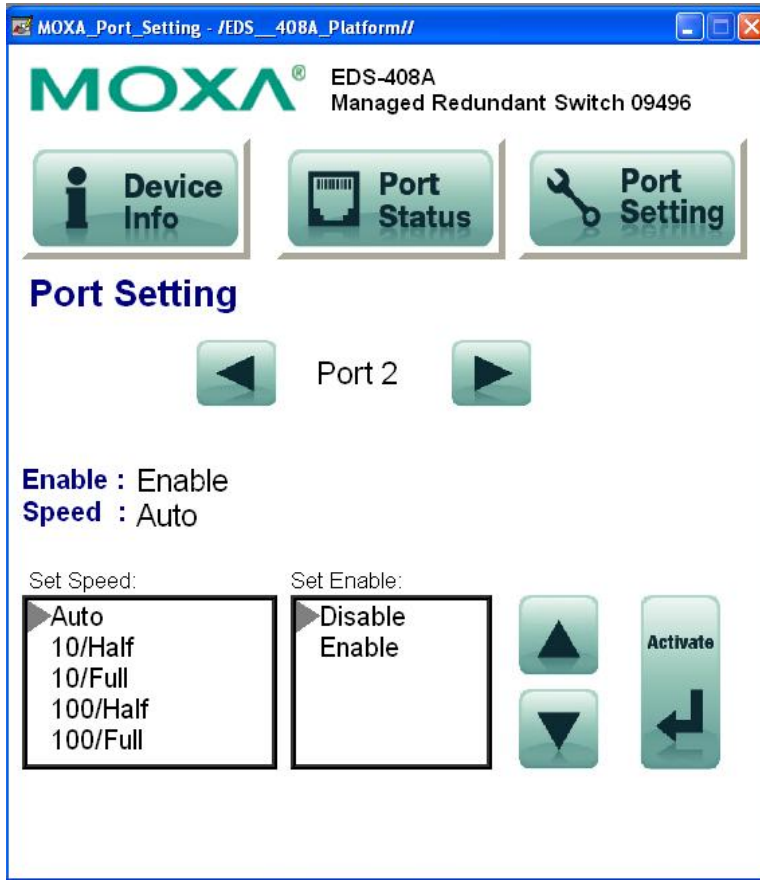 MOXA_Port_Setting - /EDS__408A_Platform//
MOXA®
EDS-408A
Managed Redundant Switch 09496
Device
Info
Port
Status
Port
Setting
Port Setting
Port 2
Enable : Enable
Speed : Auto
Set Speed:
Auto
10/Half
10/Full
100/Half
100/Full
Set Enable:
Disable
Enable
Activate